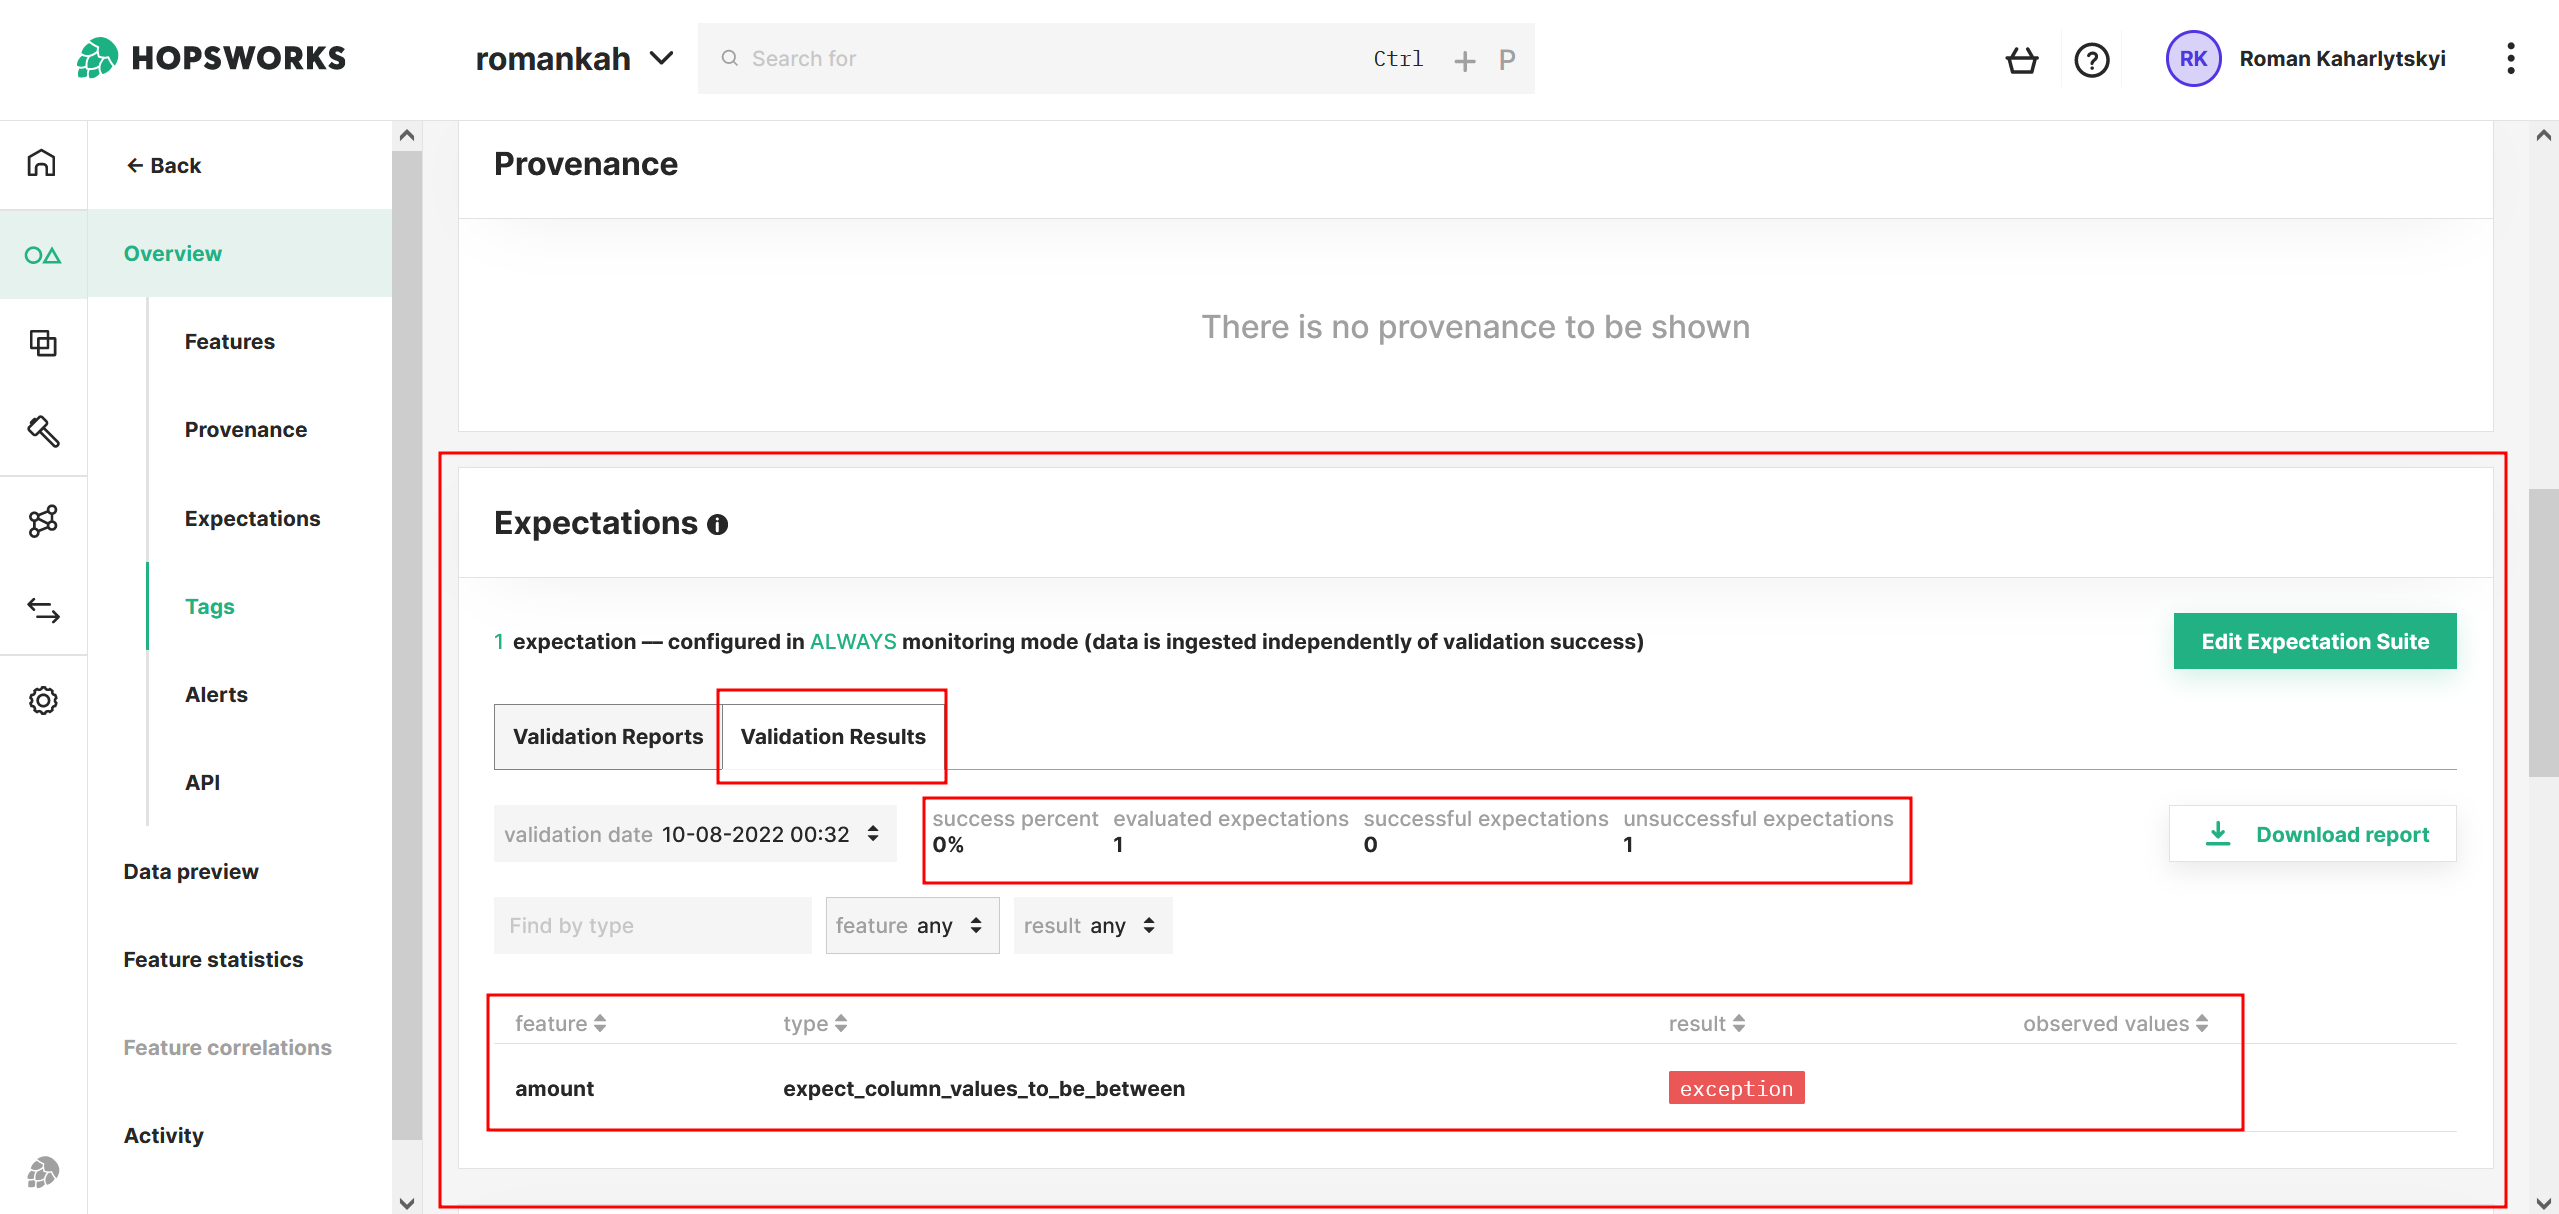 HOPSWORKS
romankah
Search for
Ctrl + P
RK
Roman Kaharlytskyi
← Back
Overview
Features
Provenance
Expectations
Tags
Alerts
API
Data preview
Feature statistics
Feature correlations
Activity
Provenance
There is no provenance to be shown
Expectations
1 expectation — configured in ALWAYS monitoring mode (data is ingested independently of validation success)
Edit Expectation Suite
Validation Reports
Validation Results
validation date 10-08-2022 00:32
success percent evaluated expectations successful expectations unsuccessful expectations
0% 1 0 1
Download report
Find by type
feature any
result any
feature type result observed values
amount expect_column_values_to_be_between exception